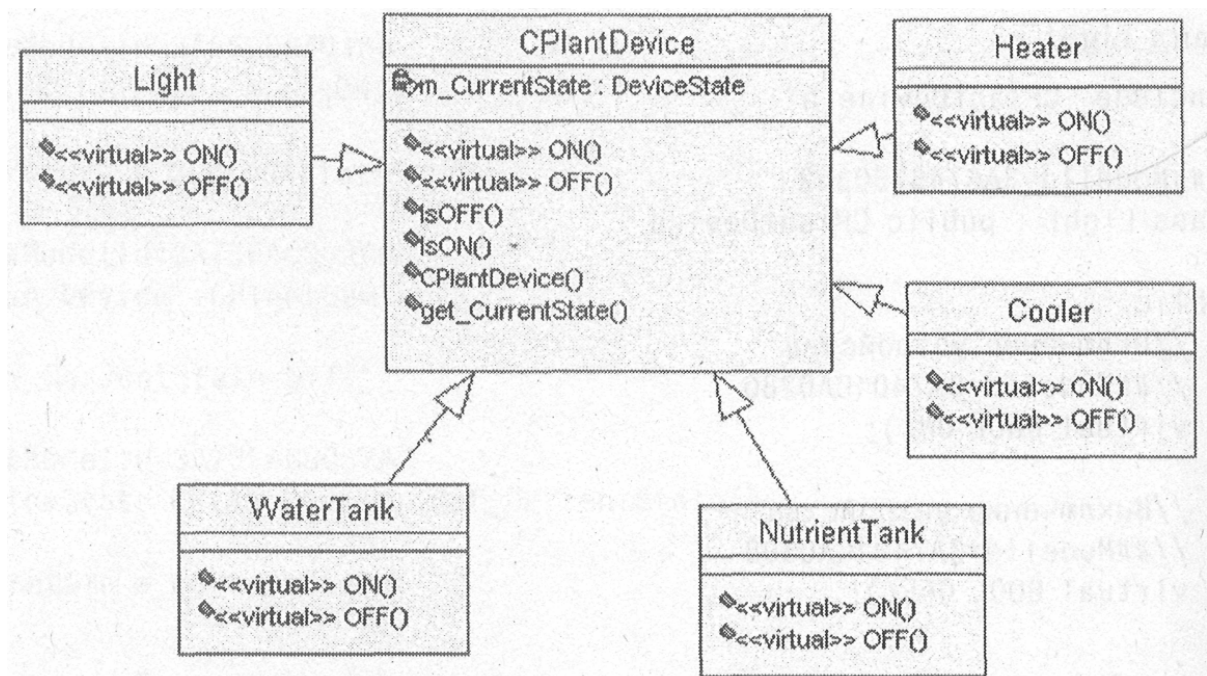 CPlantDevice
m_CurrentState : DeviceState
<<virtual>> ON()
<<virtual>> OFF()
IsOFF()
IsON()
CPlantDevice()
get_CurrentState()
Light
<<virtual>> ON()
<<virtual>> OFF()
Heater
<<virtual>> ON()
<<virtual>> OFF()
Cooler
<<virtual>> ON()
<<virtual>> OFF()
WaterTank
<<virtual>> ON()
<<virtual>> OFF()
NutrientTank
<<virtual>> ON()
<<virtual>> OFF()